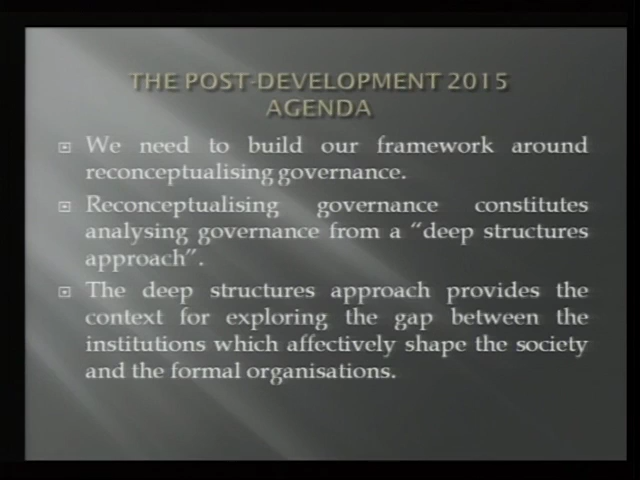 THE POST-DEVELOPMENT 2015
AGENDA
We need to build our framework around
reconceptualising governance.
Reconceptualising governance constitutes
analysing governance from a “deep structures
approach”.
The deep structures approach provides the
context for exploring the gap between the
institutions which affectively shape the society
and the formal organisations.